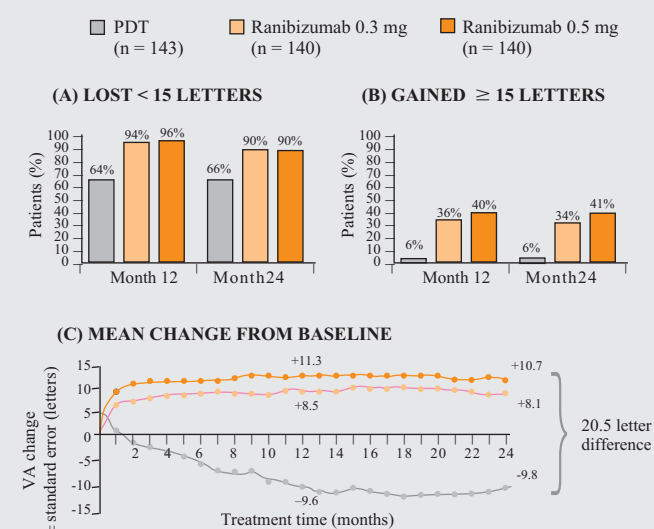 PDT
(n = 143)
Ranibizumab 0.3 mg
(n = 140)
Ranibizumab 0.5 mg
(n = 140)
(A) LOST < 15 LETTERS
Patients (%)
100
90
80
70
60
50
40
30
20
10
0
64%
94%
96%
66%
90%
90%
Month 12
Month24
(B) GAINED ≥ 15 LETTERS
Patients (%)
100
90
80
70
60
50
40
30
20
10
0
6%
36%
40%
6%
34%
41%
Month 12
Month24
(C) MEAN CHANGE FROM BASELINE
VA change
standard error (letters)
15
10
5
0
-5
-10
-15
+11.3
+10.7
+8.5
+8.1
2 4 6 8 10 12 14 16 18 20 22 24
20.5 letter
difference
-9.8
−9.6
Treatment time (months)